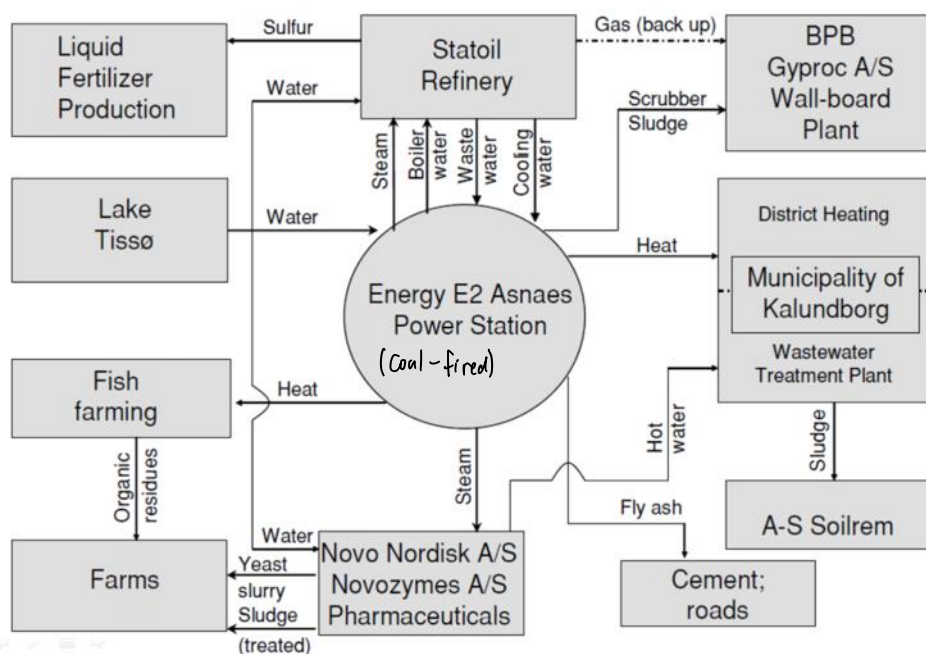 Liquid
Fertilizer
Production
Sulfur
Statoil
Refinery
Gas (back up)
BPB
Gyproc A/S
Wall-board
Plant
Water
Scrubber
Sludge
Steam
Boiler
water
Waste
water
Cooling
water
Lake
Tissø
Water
Heat
District Heating
Municipality of
Kalundborg
Wastewater
Treatment Plant
Energy E2 Asnaes
Power Station
(coal-fired)
Fish
farming
Heat
Organic
residues
Steam
Hot
water
Sludge
A-S Soilrem
Fly ash
Cement;
roads
Farms
Water
Yeast
slurry
Sludge
(treated)
Novo Nordisk A/S
Novozymes A/S
Pharmaceuticals